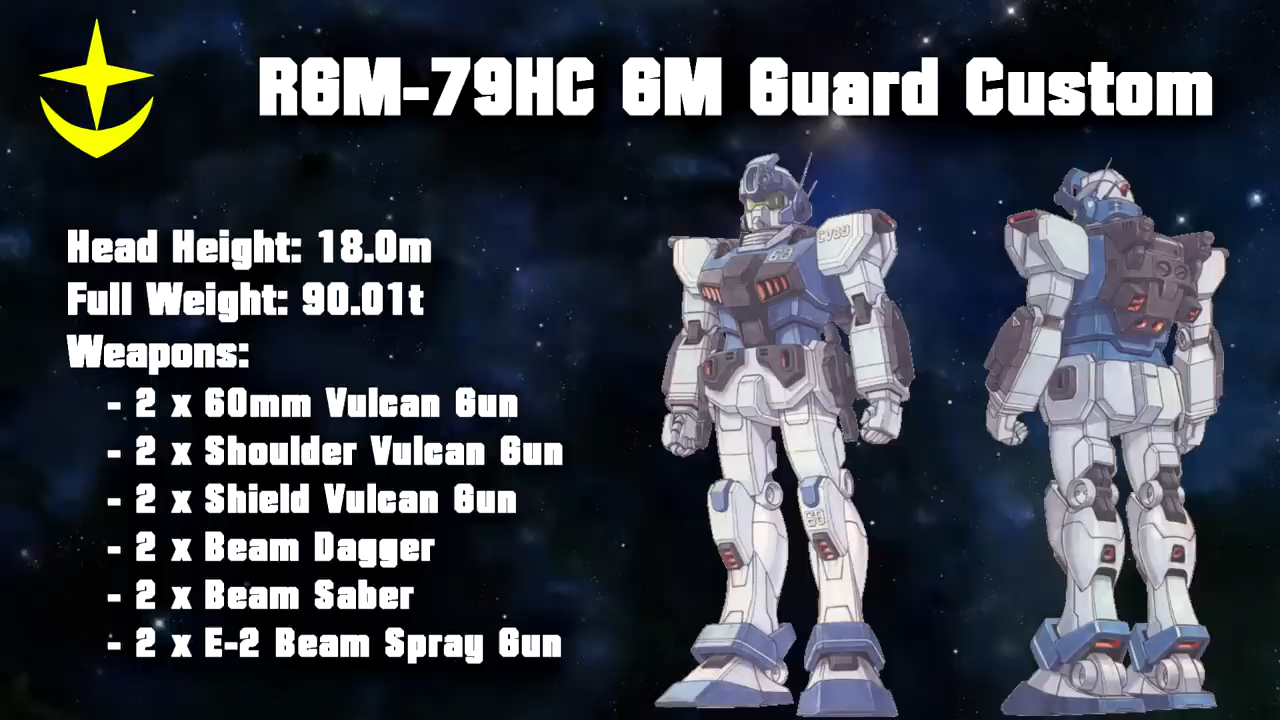 RGM-79HC GM Guard Custom
Head Height: 18.0m
Full Weight: 90.01t
Weapons:
- 2 x 60mm Vulcan Gun
- 2 x Shoulder Vulcan Gun
- 2 x Shield Vulcan Gun
- 2 x Beam Dagger
- 2 x Beam Saber
- 2 x E-2 Beam Spray Gun